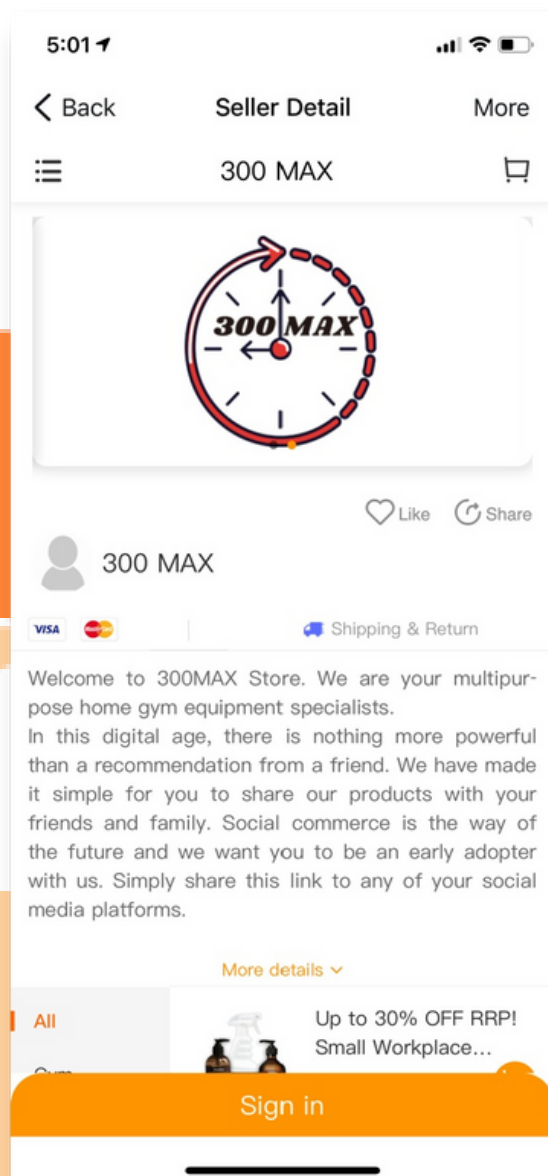 5:01
Back Seller Detail More
300 MAX
300 MAX
Like Share
300 MAX
VISA Shipping & Return
Welcome to 300MAX Store. We are your multipur-
pose home gym equipment specialists.
In this digital age, there is nothing more powerful
than a recommendation from a friend. We have made
it simple for you to share our products with your
friends and family. Social commerce is the way of
the future and we want you to be an early adopter
with us. Simply share this link to any of your social
media platforms.
More details
All
Up to 30% OFF RRP!
Small Workplace...
Sign in